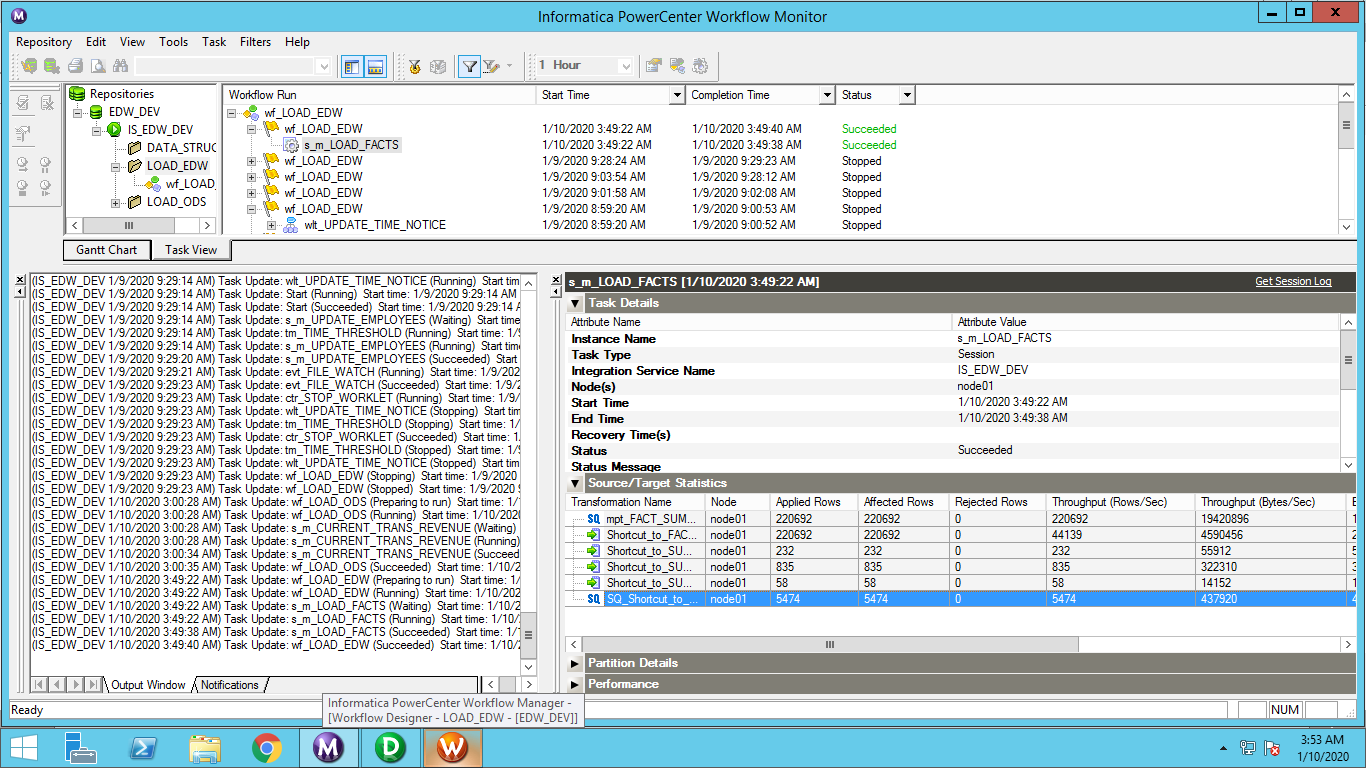 Informatica PowerCenter Workflow Monitor
Repository Edit View Tools Task Filters Help
1 Hour
Repositories
EDW_DEV
IS_EDW_DEV
DATA_STRUC
LOAD_EDW
wf_LOAD_
LOAD_ODS
Workflow Run Start Time Completion Time Status
wf_LOAD_EDW
wf_LOAD_EDW 1/10/2020 3:49:22 AM 1/10/2020 3:49:40 AM Succeeded
s_m_LOAD_FACTS 1/10/2020 3:49:22 AM 1/10/2020 3:49:38 AM Succeeded
wf_LOAD_EDW 1/9/2020 9:28:24 AM 1/9/2020 9:29:23 AM Stopped
wf_LOAD_EDW 1/9/2020 9:03:54 AM 1/9/2020 9:28:12 AM Stopped
wf_LOAD_EDW 1/9/2020 9:01:58 AM 1/9/2020 9:02:08 AM Stopped
wf_LOAD_EDW 1/9/2020 8:59:20 AM 1/9/2020 9:00:53 AM Stopped
wlt_UPDATE_TIME_NOTICE 1/9/2020 8:59:20 AM 1/9/2020 9:00:52 AM Stopped
Gantt Chart Task View
(IS_EDW_DEV 1/9/2020 9:29:14 AM) Task Update: wlt_UPDATE_TIME_NOTICE (Running) Start tim
(IS_EDW_DEV 1/9/2020 9:29:14 AM) Task Update: Start (Running) Start time: 1/9/2020 9:29:14 AM
(IS_EDW_DEV 1/9/2020 9:29:14 AM) Task Update: Start (Succeeded) Start time: 1/9/2020 9:29:14 A
(IS_EDW_DEV 1/9/2020 9:29:14 AM) Task Update: s_m_UPDATE_EMPLOYEES (Waiting) Start
(IS_EDW_DEV 1/9/2020 9:29:14 AM) Task Update: tm_TIME_THRESHOLD (Running) Start time: 1/9
(IS_EDW_DEV 1/9/2020 9:29:14 AM) Task Update: s_m_UPDATE_EMPLOYEES (Running) Start
(IS_EDW_DEV 1/9/2020 9:29:20 AM) Task Update: s_m_UPDATE_EMPLOYEES (Succeeded) Start
(IS_EDW_DEV 1/9/2020 9:29:21 AM) Task Update: evt_FILE_WATCH (Running) Start time: 1/9/202
(IS_EDW_DEV 1/9/2020 9:29:23 AM) Task Update: evt_FILE_WATCH (Succeeded) Start time: 1/9/2
(IS_EDW_DEV 1/9/2020 9:29:23 AM) Task Update: ctr_STOP_WORKLET (Running) Start time: 1/9/
(IS_EDW_DEV 1/9/2020 9:29:23 AM) Task Update: wlt_UPDATE_TIME_NOTICE (Stopping) Start
(IS_EDW_DEV 1/9/2020 9:29:23 AM) Task Update: tm_TIME_THRESHOLD (Stopping) Start time: 1/
(IS_EDW_DEV 1/9/2020 9:29:23 AM) Task Update: ctr_STOP_WORKLET (Succeeded) Start time:
(IS_EDW_DEV 1/9/2020 9:29:23 AM) Task Update: tm_TIME_THRESHOLD (Stopped) Start time: 1/
(IS_EDW_DEV 1/9/2020 9:29:23 AM) Task Update: wlt_UPDATE_TIME_NOTICE (Stopped) Start
(IS_EDW_DEV 1/9/2020 9:29:23 AM) Task Update: wf_LOAD_EDW (Stopping) Start time: 1/9/2020
(IS_EDW_DEV 1/9/2020 9:29:23 AM) Task Update: wf_LOAD_EDW (Stopped) Start time: 1/9/2020 9
(IS_EDW_DEV 1/10/2020 3:00:28 AM) Task Update: wf_LOAD_ODS (Preparing to run) Start time:
(IS_EDW_DEV 1/10/2020 3:00:28 AM) Task Update: wf_LOAD_ODS (Running) Start time: 1/10/202
(IS_EDW_DEV 1/10/2020 3:00:28 AM) Task Update: s_m_CURRENT_TRANS_REVENUE (Waiting)
(IS_EDW_DEV 1/10/2020 3:00:28 AM) Task Update: s_m_CURRENT_TRANS_REVENUE (Running)
(IS_EDW_DEV 1/10/2020 3:00:34 AM) Task Update: s_m_CURRENT_TRANS_REVENUE (Succeed
(IS_EDW_DEV 1/10/2020 3:00:35 AM) Task Update: wf_LOAD_ODS (Succeeded) Start time: 1/10/2
(IS_EDW_DEV 1/10/2020 3:49:22 AM) Task Update: wf_LOAD_EDW (Preparing to run) Start time:
(IS_EDW_DEV 1/10/2020 3:49:22 AM) Task Update: wf_LOAD_EDW (Running) Start time: 1/10/202
(IS_EDW_DEV 1/10/2020 3:49:22 AM) Task Update: s_m_LOAD_FACTS (Waiting) Start time: 1/10/
(IS_EDW_DEV 1/10/2020 3:49:22 AM) Task Update: s_m_LOAD_FACTS (Running) Start time: 1/10/
(IS_EDW_DEV 1/10/2020 3:49:38 AM) Task Update: s_m_LOAD_FACTS (Succeeded) Start time: 1/1
(IS_EDW_DEV 1/10/2020 3:49:40 AM) Task Update: wf_LOAD_EDW (Succeeded) Start time: 1/10/2
Output Window Notifications
s_m_LOAD_FACTS [1/10/2020 3:49:22 AM] Get Session Log
Task Details
Attribute Name Attribute Value
Instance Name s_m_LOAD_FACTS
Task Type Session
Integration Service Name IS_EDW_DEV
Node(s) node01
Start Time 1/10/2020 3:49:22 AM
End Time 1/10/2020 3:49:38 AM
Recovery Time(s)
Status Succeeded
Status Message
Source/Target Statistics
Transformation Name Node Applied Rows Affected Rows Rejected Rows Throughput (Rows/Sec) Throughput (Bytes/Sec)
SQ mpt_FACT_SUM... node01 220692 220692 0 220692 19420896
Shortcut_to_FAC... node01 220692 220692 0 44139 4590456
Shortcut_to_SU... node01 232 232 0 232 55912
Shortcut_to_SU... node01 835 835 0 835 322310
Shortcut_to_SU... node01 58 58 0 58 14152
SQ SQ_Shortcut_to_... node01 5474 5474 0 5474 437920
Partition Details
Performance
Informatica PowerCenter Workflow Manager -
[Workflow Designer - LOAD_EDW - [EDW_DEV]]
Ready NUM
M D W
3:53 AM
1/10/2020